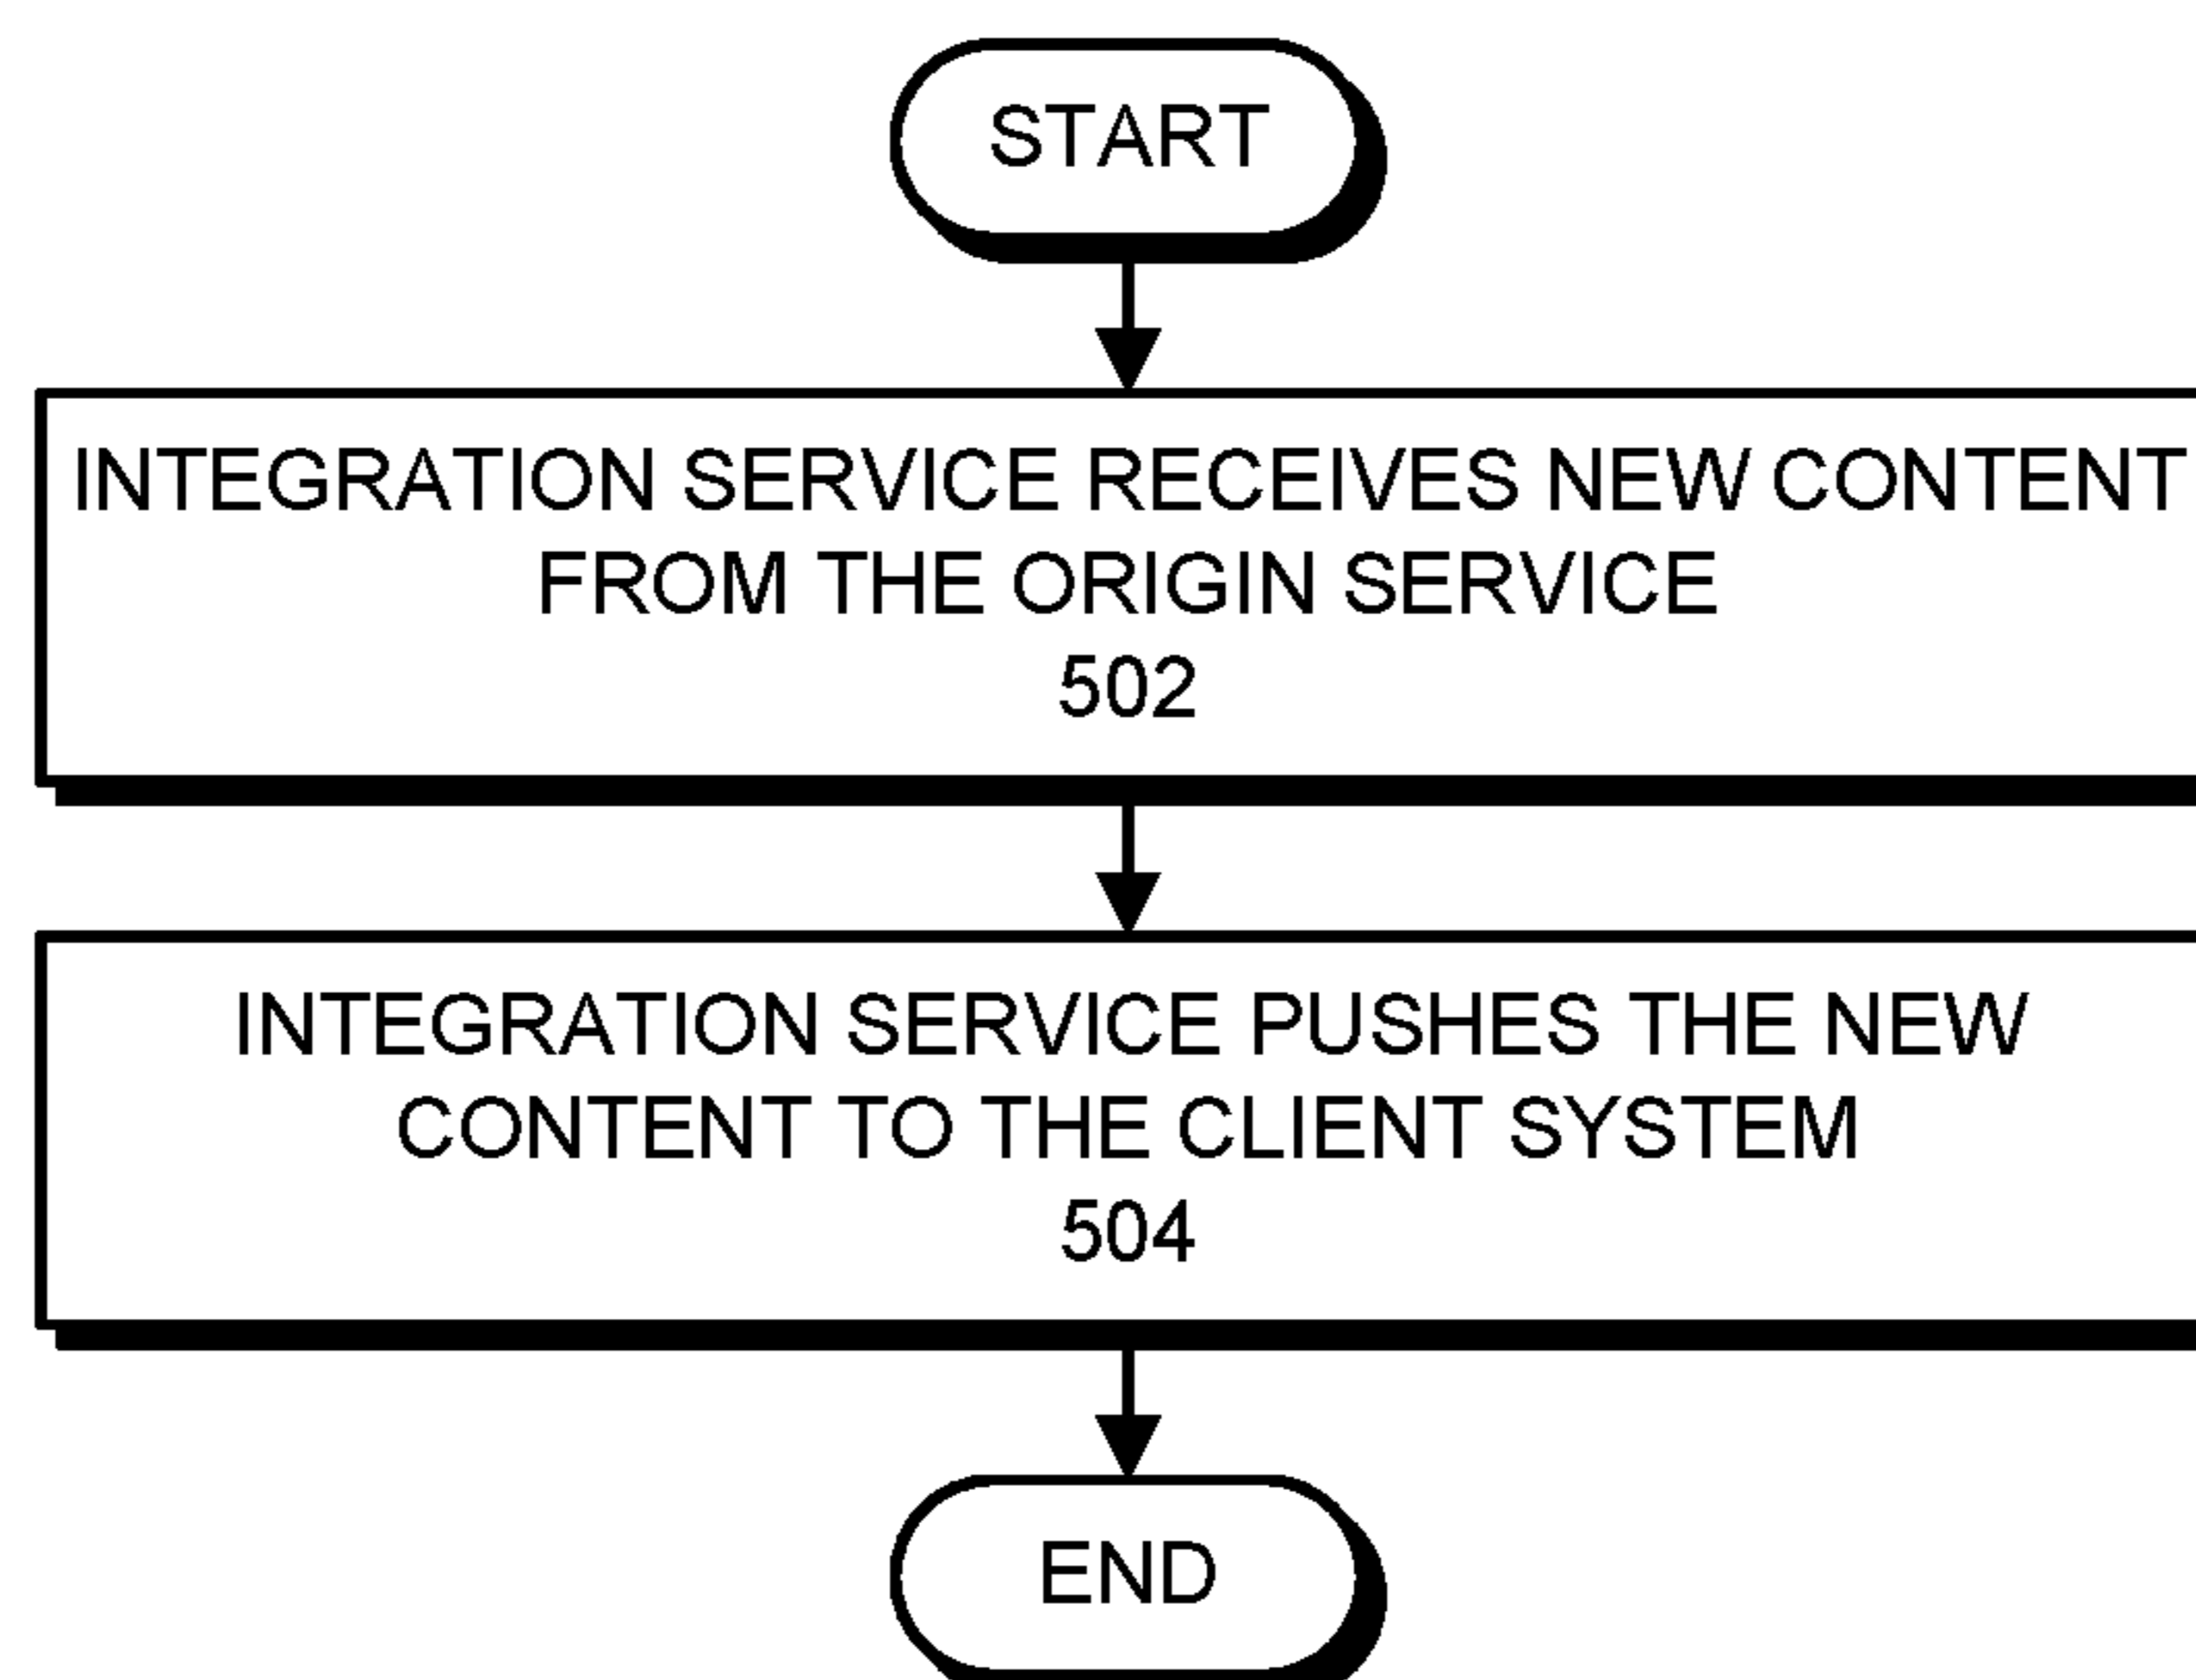 START
INTEGRATION SERVICE RECEIVES NEW CONTENT
FROM THE ORIGIN SERVICE
502
INTEGRATION SERVICE PUSHES THE NEW
CONTENT TO THE CLIENT SYSTEM
504
END